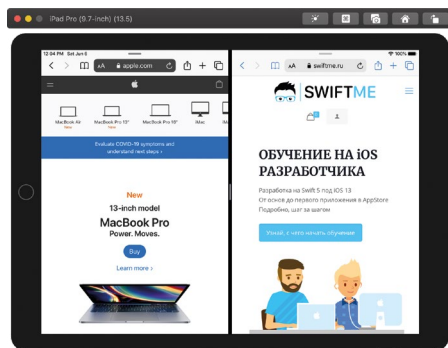 iPad Pro (9.7-inch) (13.5)
12:04 PM Sat Jun 6
100%
AA apple.com
AA swiftme.ru
MacBook Air
New
MacBook Pro 13"
New
MacBook Pro 16"
iMac
Evaluate COVID-19 symptoms and
understand next steps >
New
13-inch model
MacBook Pro
Power. Moves.
Buy
Learn more >
SWIFTME
ОБУЧЕНИЕ НА iOS
РАЗРАБОТЧИКА
Разработка на Swift 5 под iOS 13
От основ до первого приложения в AppStore
Подробно, шаг за шагом
Узнай, с чего начать обучение